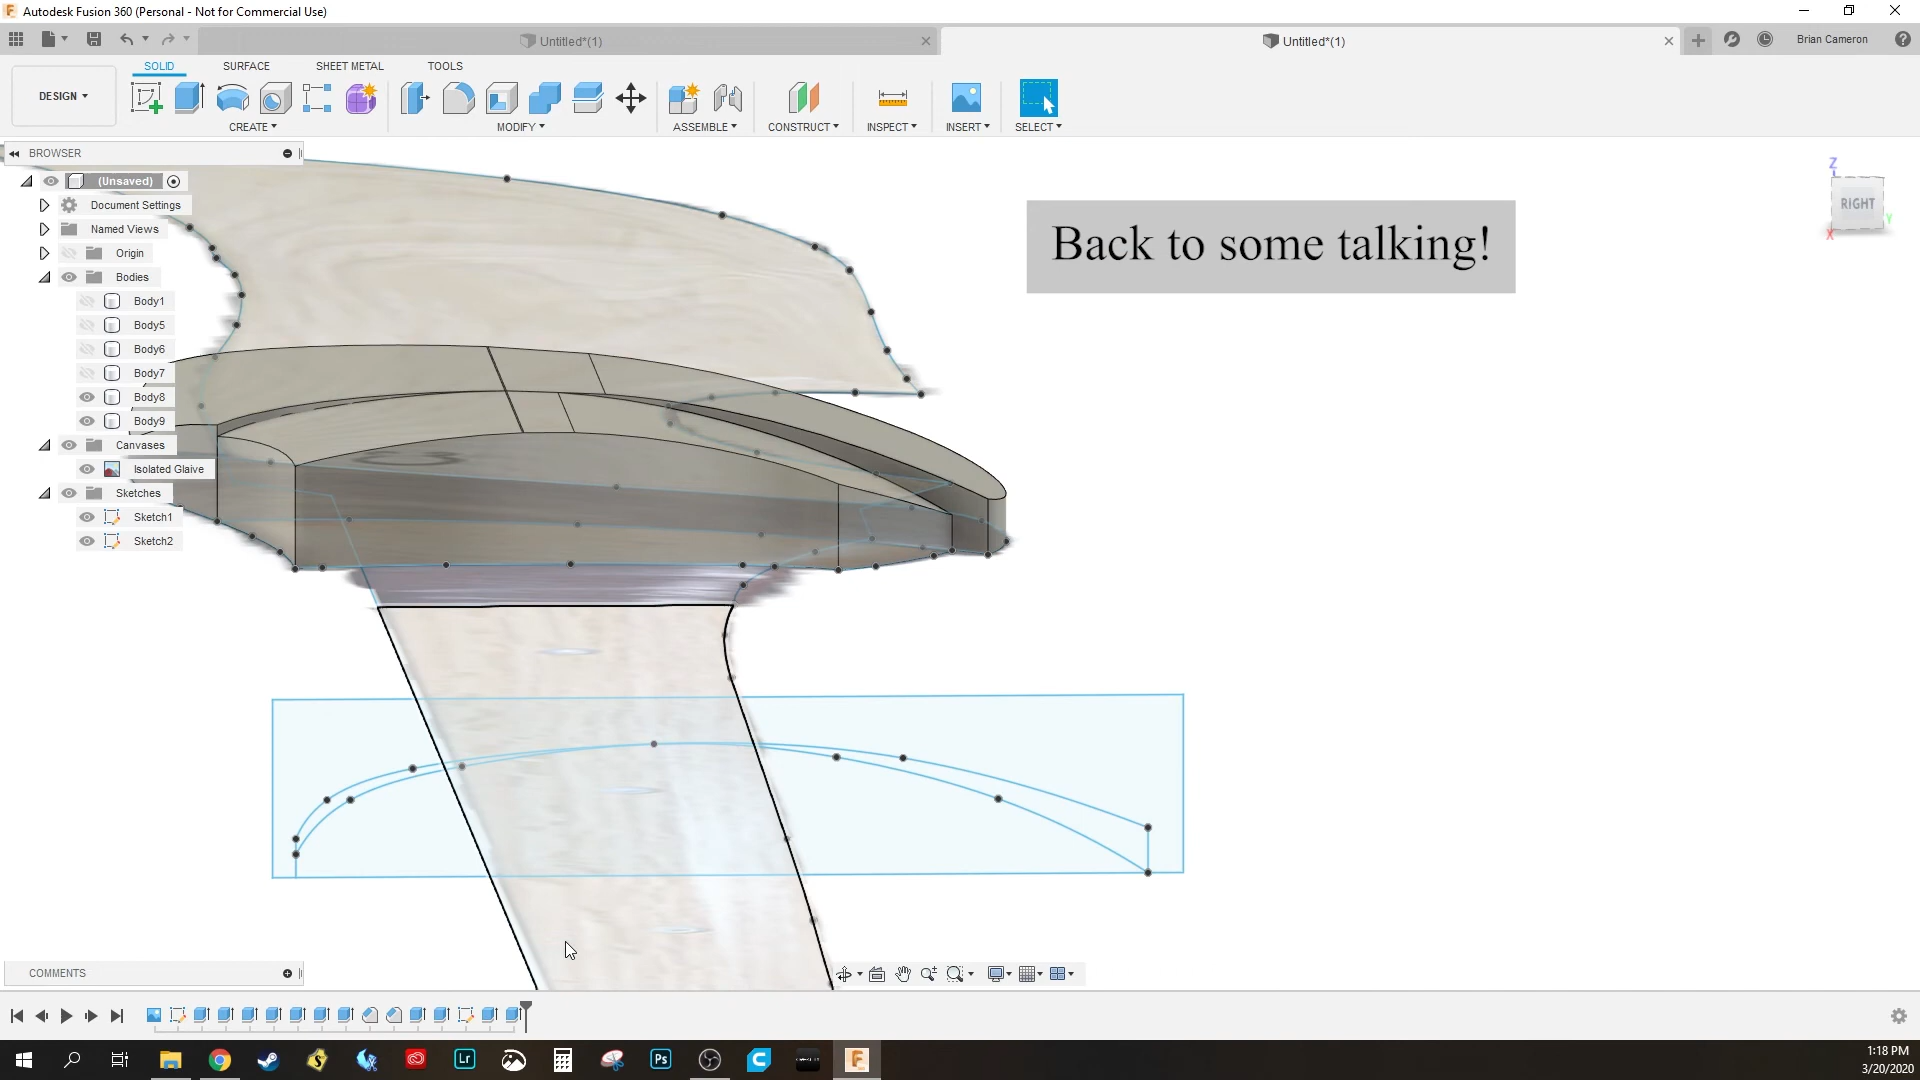 Autodesk Fusion 360 (Personal - Not for Commercial Use)
Untitled*(1)
Untitled*(1)
Brian Cameron
DESIGN
SOLID
SURFACE
SHEET METAL
TOOLS
CREATE
MODIFY
ASSEMBLE
CONSTRUCT
INSPECT
INSERT
SELECT
BROWSER
(Unsaved)
Document Settings
Named Views
Origin
Bodies
Body1
Body5
Body6
Body7
Body8
Body9
Canvases
Isolated Glaive
Sketches
Sketch1
Sketch2
Back to some talking!
Z
RIGHT
Y
X
COMMENTS
Lr
Ps
1:18 PM
3/20/2020